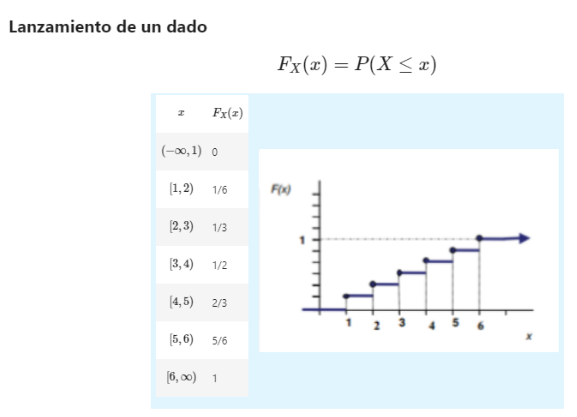 Lanzamiento de un dado
F_X(x) = P(X ≤ x)
x F_X(x)
(−∞, 1) 0
[1, 2) 1/6
[2, 3) 1/3
[3, 4) 1/2
[4, 5) 2/3
[5, 6) 5/6
[6, ∞) 1
F(x)
1
1 2 3 4 5 6
x